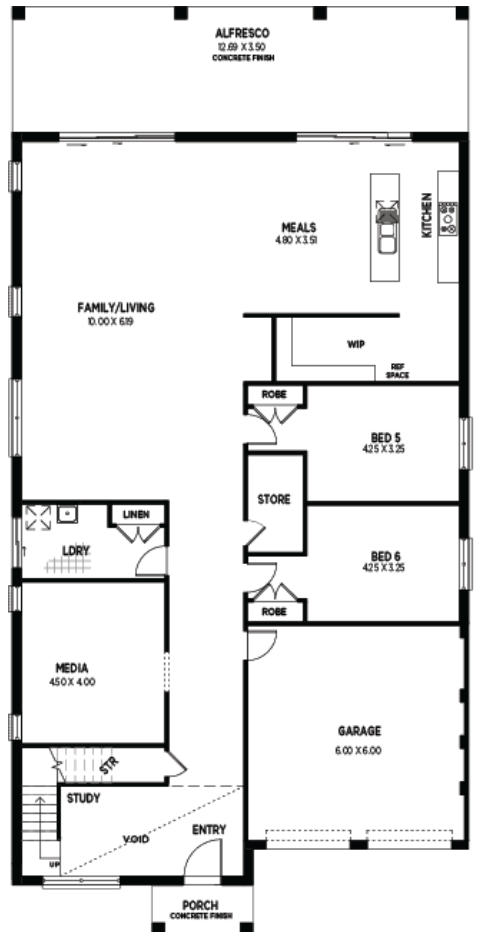 ALFRESCO
12.69 X 3.50
CONCRETE FINISH
MEALS
4.80 X 3.51
KITCHEN
FAMILY/LIVING
10.00 X 6.19
WIP
REF
SPACE
ROBE
BED 5
4.25 X 3.25
STORE
LINEN
LDRY
BED 6
4.25 X 3.25
ROBE
MEDIA
4.50 X 4.00
GARAGE
6.00 X 6.00
STR
STUDY
VOID
ENTRY
UP
PORCH
CONCRETE FINISH